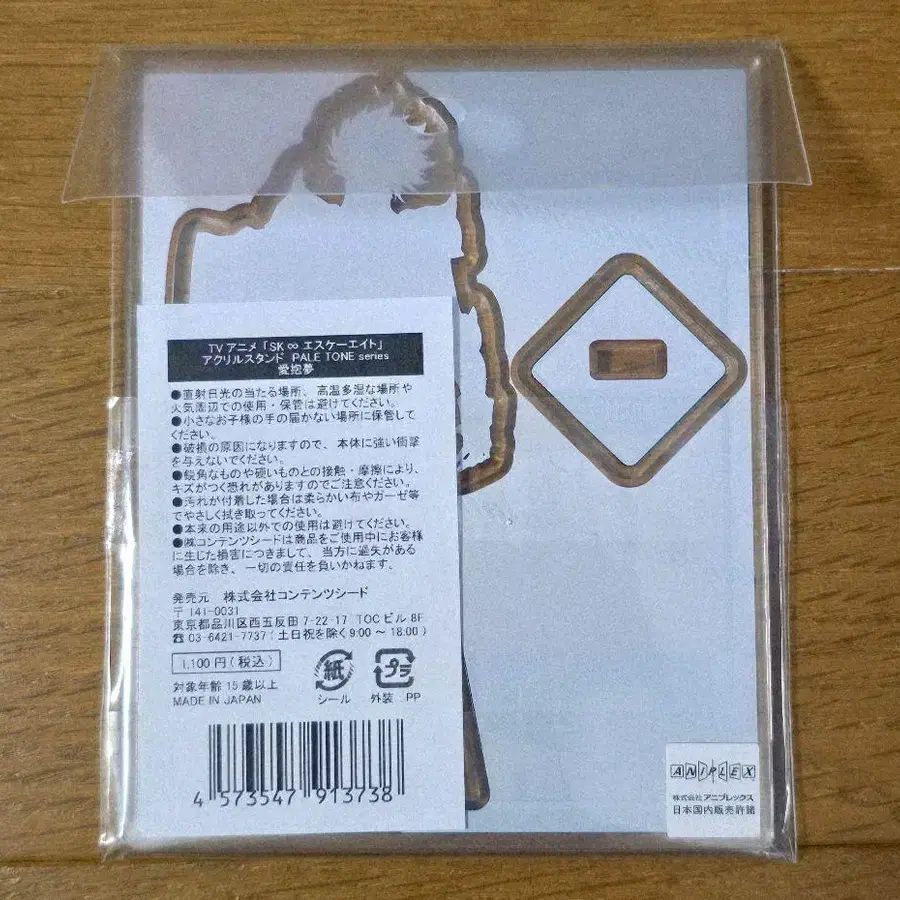 TVアニメ「SK∞ エスケーエイト」
アクリルスタンド PALE TONE series
愛抱夢
●直射日光の当たる場所、高温多湿な場所や
火気周辺での使用・保管は避けてください。
●小さなお子様の手の届かない場所に保管して
ください。
●破損の原因になりますので、本体に強い衝撃
を与えないでください。
●鋭角なものや硬いものとの接触・摩擦により、
キズがつく恐れがありますのでご注意ください。
●汚れが付着した場合は柔らかい布やガーゼ等
でやさしく拭き取ってください。
●本来の用途以外での使用は避けてください。
●㈱コンテンツシードは商品をご使用中にお客様
に生じた損害につきまして、当方に過失がある
場合を除き、一切の責任を負いかねます。
発売元 株式会社コンテンツシード
〒141-0031
東京都品川区西五反田 7-22-17 TOCビル 8F
☎03-6421-7737(土日祝を除く9:00～18:00)
1,100円(税込)
紙
シール
プラ
外装 PP
対象年齢 15歳以上
MADE IN JAPAN
4 573547 913738
ANIPLEX
株式会社アニプレックス
日本国内販売許諾